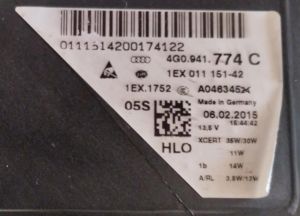 0111514200174122
4G0.941.774 C
1EX 011 151-42
1EX.1752 A046345
Made in Germany
05S 06.02.2015
15:44:42
13,5 V
XCERT 35W/30W
11W
HLO 1b 14W
A/RL 3,8W/13W